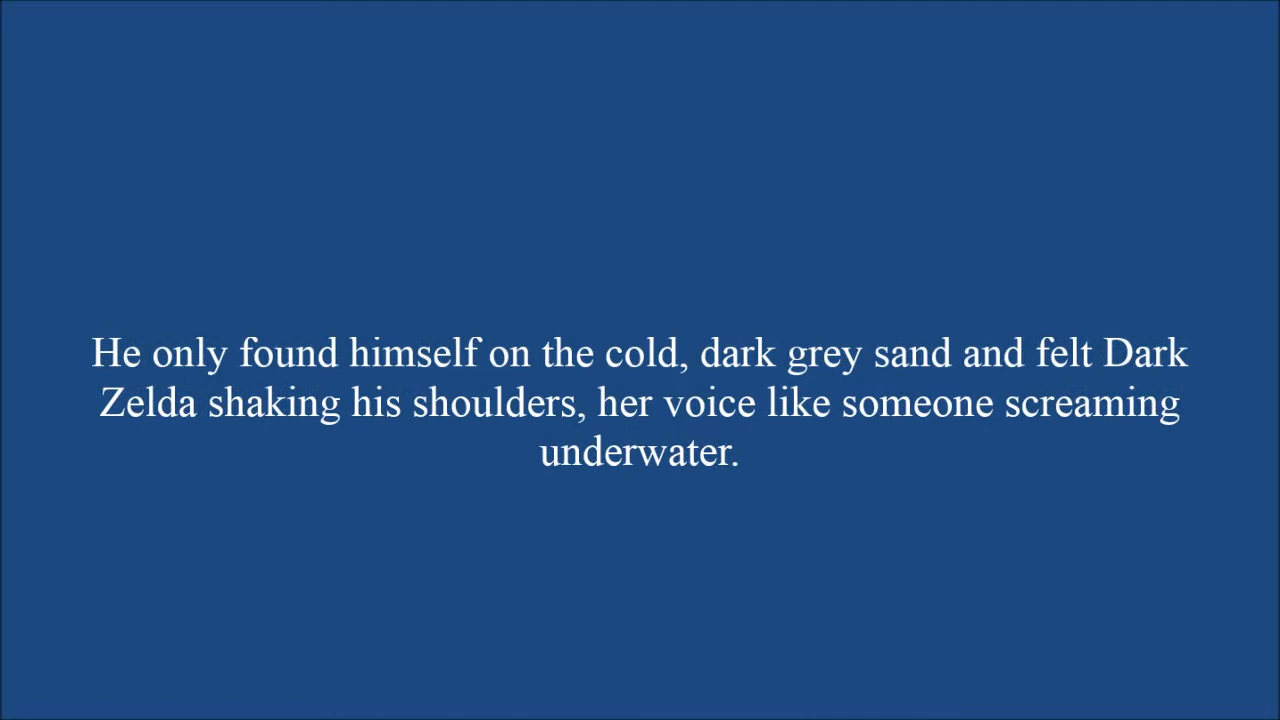 He only found himself on the cold, dark grey sand and felt Dark
Zelda shaking his shoulders, her voice like someone screaming
underwater.